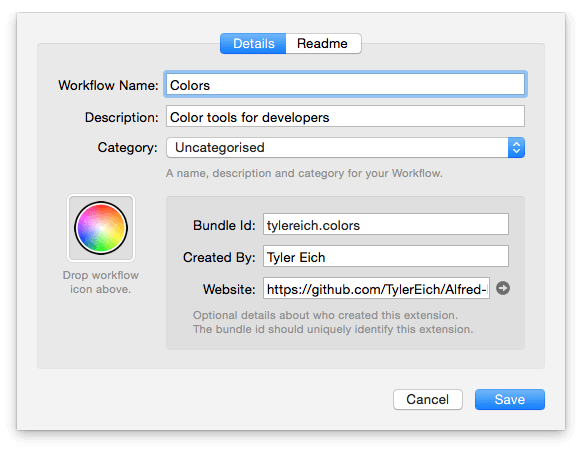 Details Readme
Workflow Name: Colors
Description: Color tools for developers
Category: Uncategorised
A name, description and category for your Workflow.
Drop workflow
icon above.
Bundle Id: tylereich.colors
Created By: Tyler Eich
Website: https://github.com/TylerEich/Alfred-
Optional details about who created this extension.
The bundle id should uniquely identify this extension.
Cancel Save